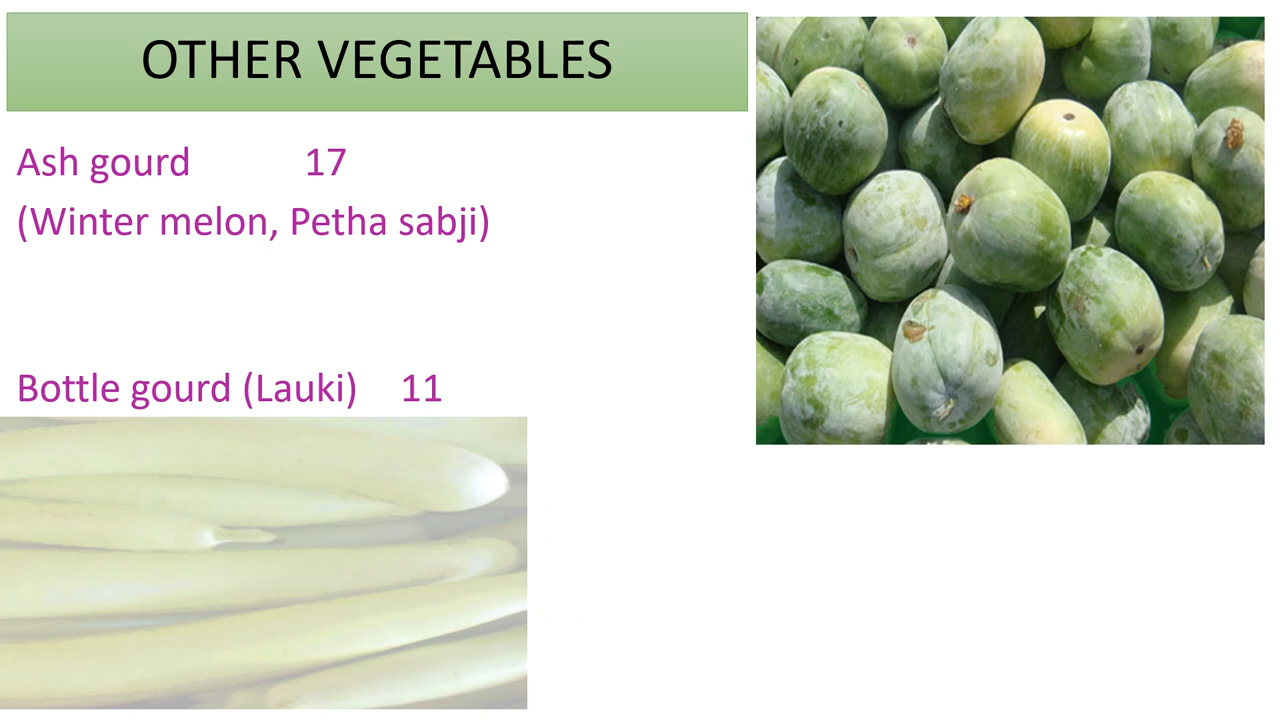 OTHER VEGETABLES
Ash gourd 17
(Winter melon, Petha sabji)
Bottle gourd (Lauki) 11